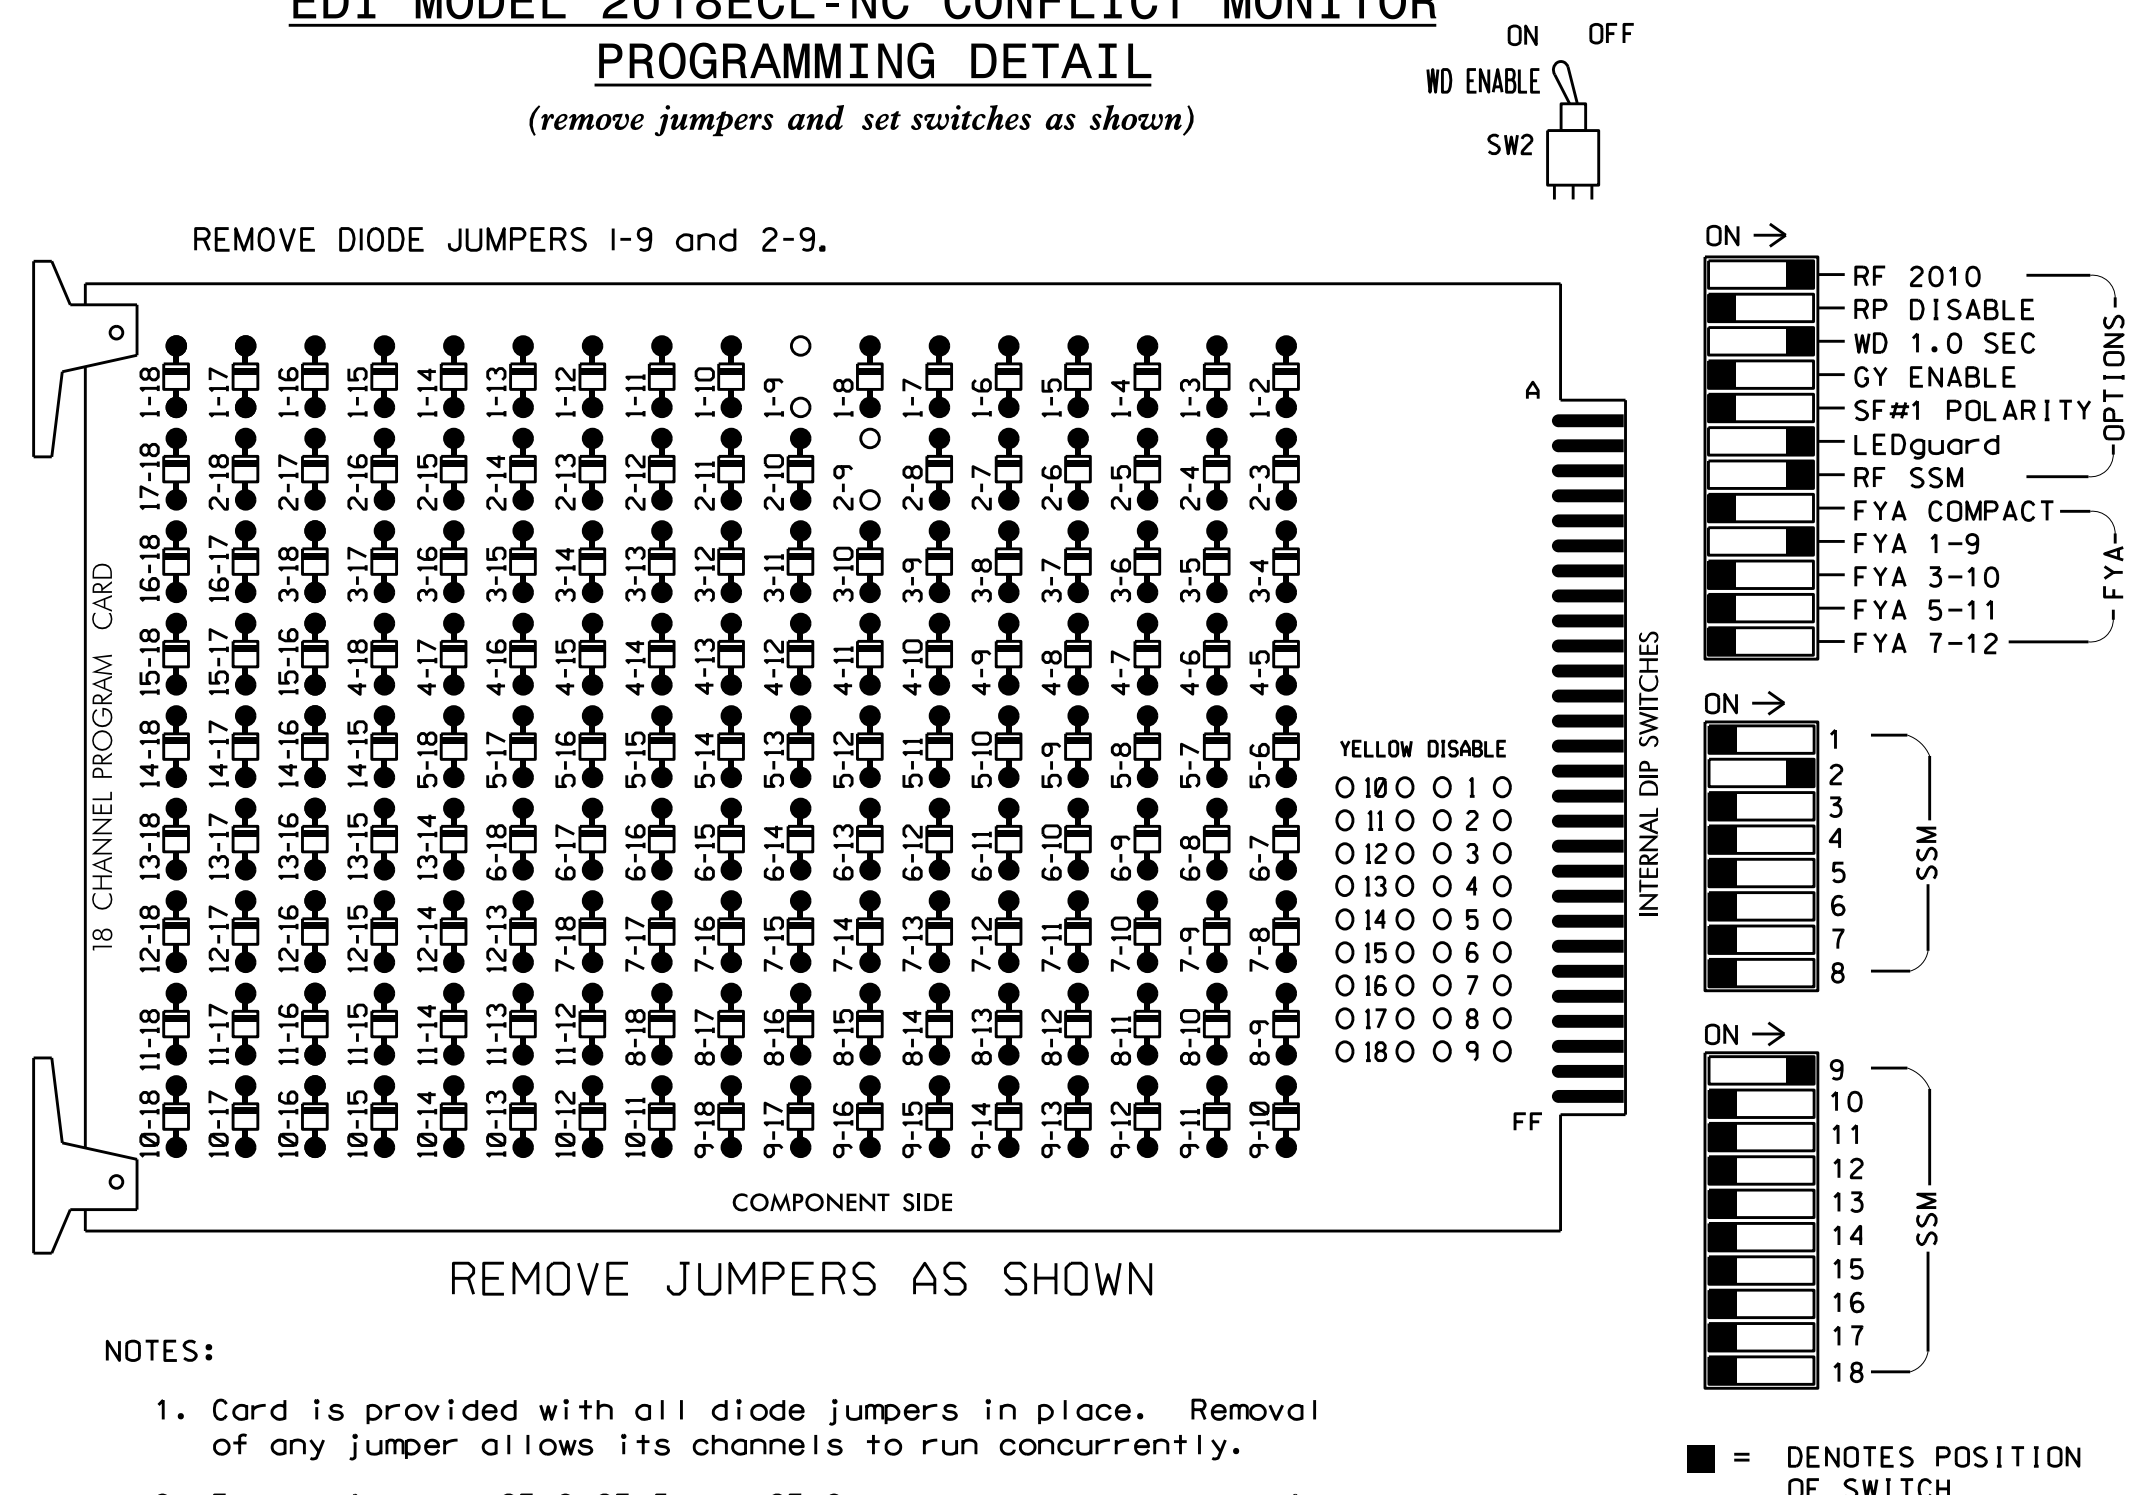 EDI MODEL 2018ECL-NC CONFLICT MONITOR
PROGRAMMING DETAIL
(remove jumpers and set switches as shown)
ON OFF
WD ENABLE
SW2
REMOVE DIODE JUMPERS 1-9 and 2-9.
18 CHANNEL PROGRAM CARD
1-18 1-17 1-16 1-15 1-14 1-13 1-12 1-11 1-10 1-9 1-8 1-7 1-6 1-5 1-4 1-3 1-2
17-18 2-18 2-17 2-16 2-15 2-14 2-13 2-12 2-11 2-10 2-9 2-8 2-7 2-6 2-5 2-4 2-3
16-18 16-17 3-18 3-17 3-16 3-15 3-14 3-13 3-12 3-11 3-10 3-9 3-8 3-7 3-6 3-5 3-4
15-18 15-17 15-16 4-18 4-17 4-16 4-15 4-14 4-13 4-12 4-11 4-10 4-9 4-8 4-7 4-6 4-5
14-18 14-17 14-16 14-15 5-18 5-17 5-16 5-15 5-14 5-13 5-12 5-11 5-10 5-9 5-8 5-7 5-6
13-18 13-17 13-16 13-15 13-14 6-18 6-17 6-16 6-15 6-14 6-13 6-12 6-11 6-10 6-9 6-8 6-7
12-18 12-17 12-16 12-15 12-14 12-13 7-18 7-17 7-16 7-15 7-14 7-13 7-12 7-11 7-10 7-9 7-8
11-18 11-17 11-16 11-15 11-14 11-13 11-12 8-18 8-17 8-16 8-15 8-14 8-13 8-12 8-11 8-10 8-9
10-18 10-17 10-16 10-15 10-14 10-13 10-12 10-11 9-18 9-17 9-16 9-15 9-14 9-13 9-12 9-11 9-10
A
YELLOW DISABLE
10 1
11 2
12 3
13 4
14 5
15 6
16 7
17 8
18 9
FF
COMPONENT SIDE
INTERNAL DIP SWITCHES
ON
RF 2010
RP DISABLE
WD 1.0 SEC
GY ENABLE
SF#1 POLARITY
LEDguard
RF SSM
OPTIONS
FYA COMPACT
FYA 1-9
FYA 3-10
FYA 5-11
FYA 7-12
FYA
ON
1
2
3
4
5
6
7
8
SSM
ON
9
10
11
12
13
14
15
16
17
18
SSM
REMOVE JUMPERS AS SHOWN
NOTES:
1. Card is provided with all diode jumpers in place. Removal
of any jumper allows its channels to run concurrently.
= DENOTES POSITION
OF SWITCH